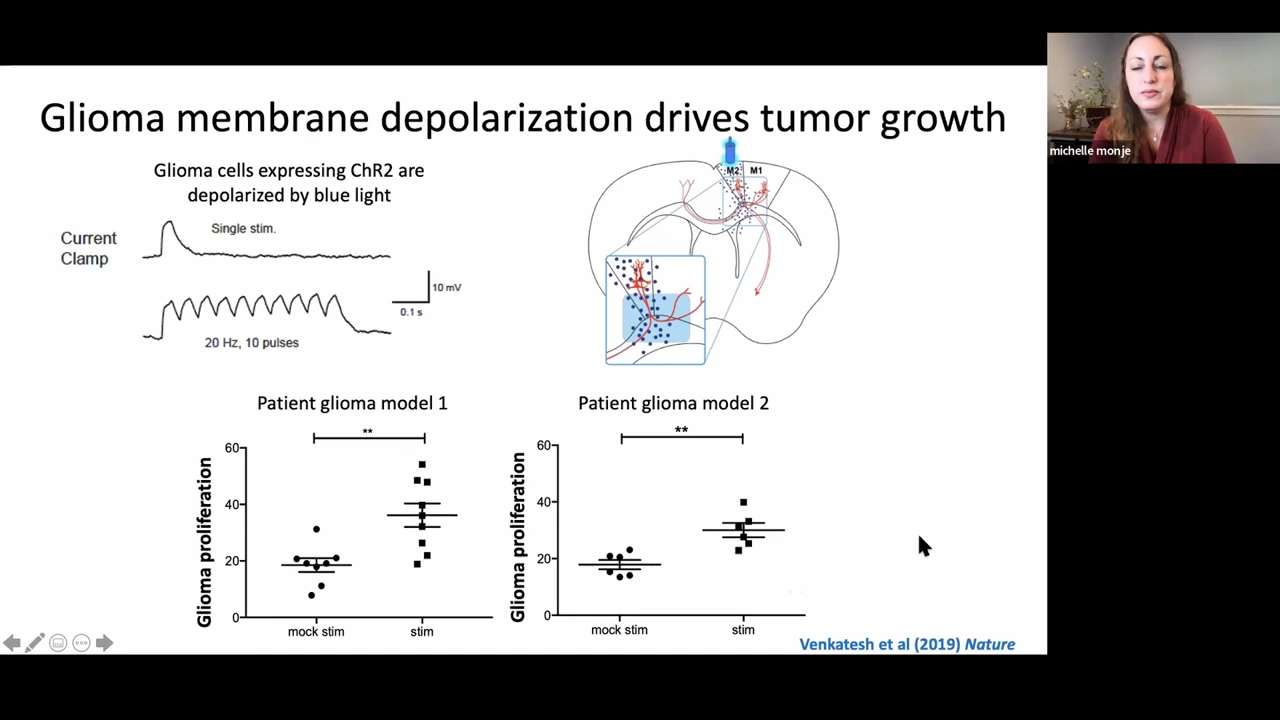 Glioma membrane depolarization drives tumor growth
michelle monje
Glioma cells expressing ChR2 are
depolarized by blue light
Current
Clamp
Single stim.
10 mV
0.1 s
20 Hz, 10 pulses
M2
M1
Patient glioma model 1
**
Glioma proliferation
60
40
20
0
mock stim
stim
Patient glioma model 2
**
Glioma proliferation
60
40
20
0
mock stim
stim
Venkatesh et al (2019) Nature